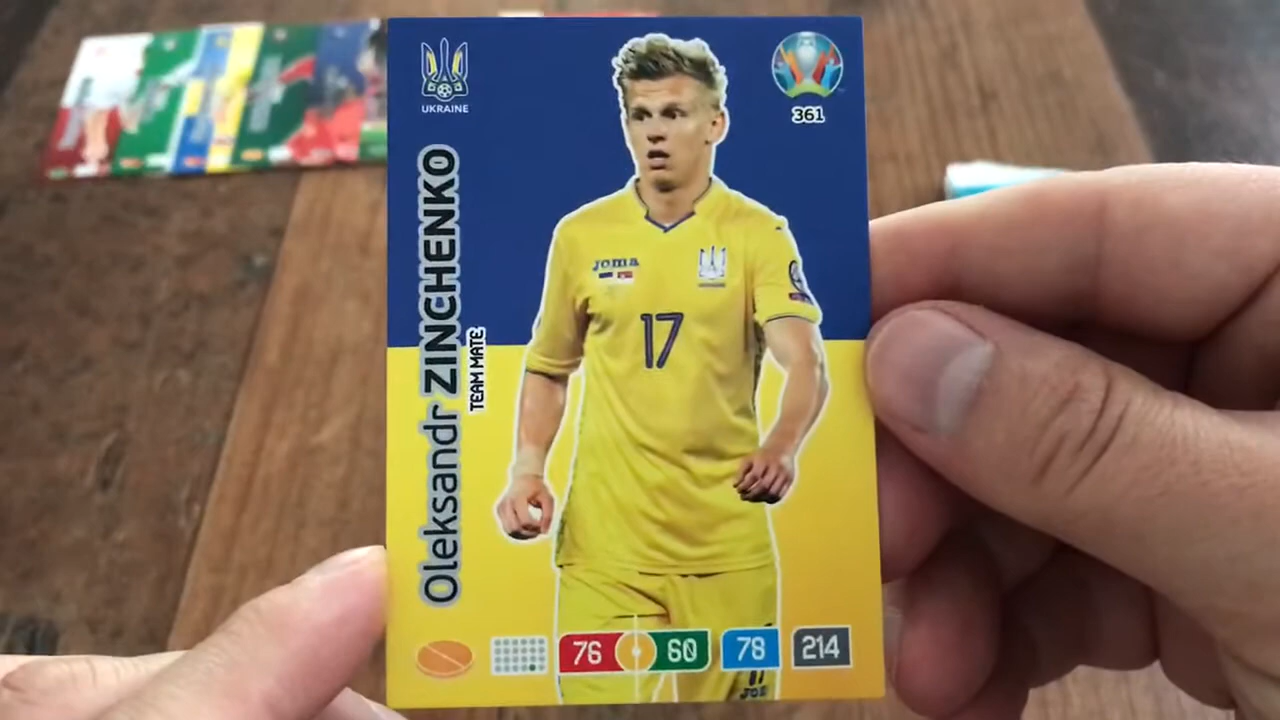 UKRAINE
361
Oleksandr ZINCHENKO
TEAM MATE
joma
17
76
60
78
214